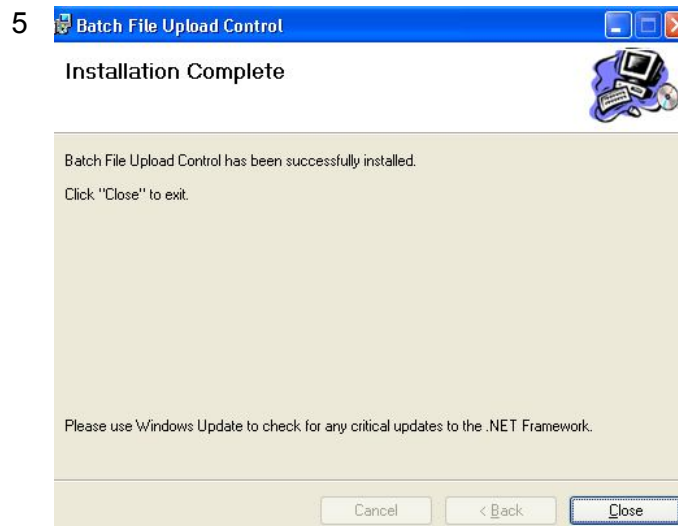 5
Batch File Upload Control
Installation Complete
Batch File Upload Control has been successfully installed.
Click "Close" to exit.
Please use Windows Update to check for any critical updates to the .NET Framework.
Cancel
< Back
Close